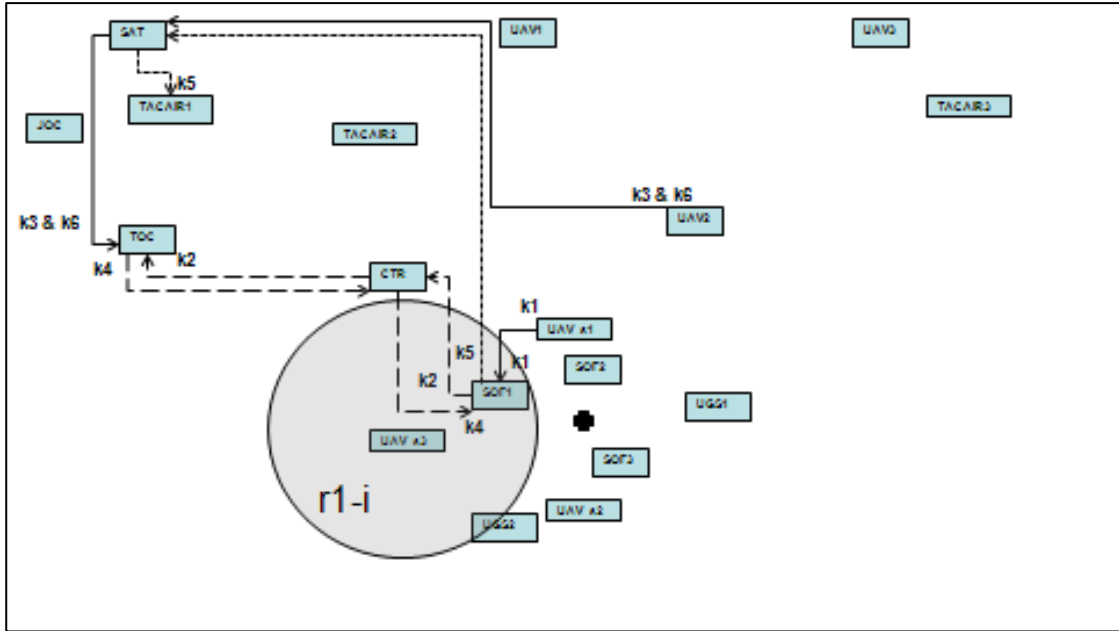 SAT
UAV1
UAV3
k5
TACAIR1
TACAIR3
JOC
TACAIR2
k3 & k6
UAV2
k3 & k6
TOC
k4
k2
CTR
k1
UAV a1
k5
k1
SOF2
k2
SOF1
UGS1
k4
UAV a3
SOF3
r1-i
UAV a2
UGS2